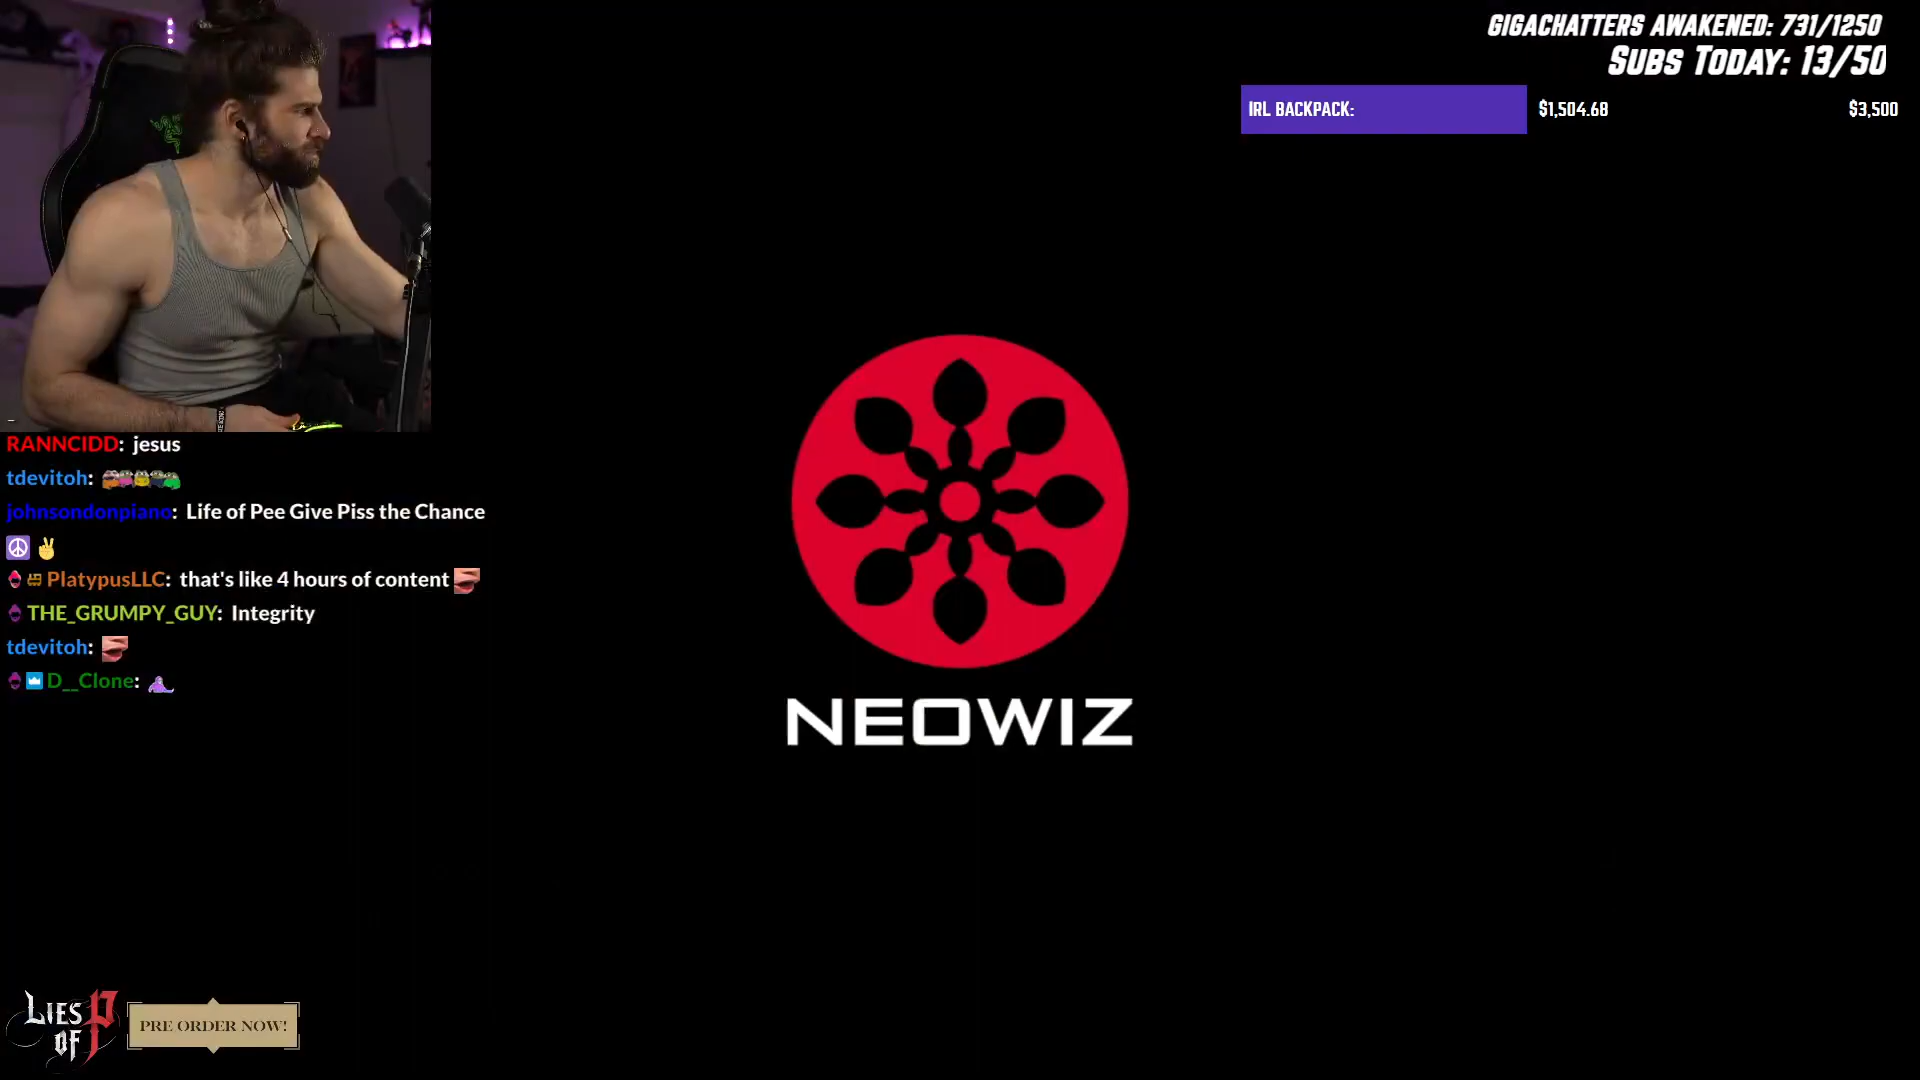 GIGACHATTERS AWAKENED: 731/1250
SUBS TODAY: 13/50
IRL BACKPACK: $1,504.68 $3,500
RANNCIDD: jesus
tdevitoh:
johnsondonpiano: Life of Pee Give Piss the Chance
PlatypusLLC: that's like 4 hours of content
THE_GRUMPY_GUY: Integrity
tdevitoh:
D__Clone:
NEOWIZ
LIES
OF P
PRE ORDER NOW!